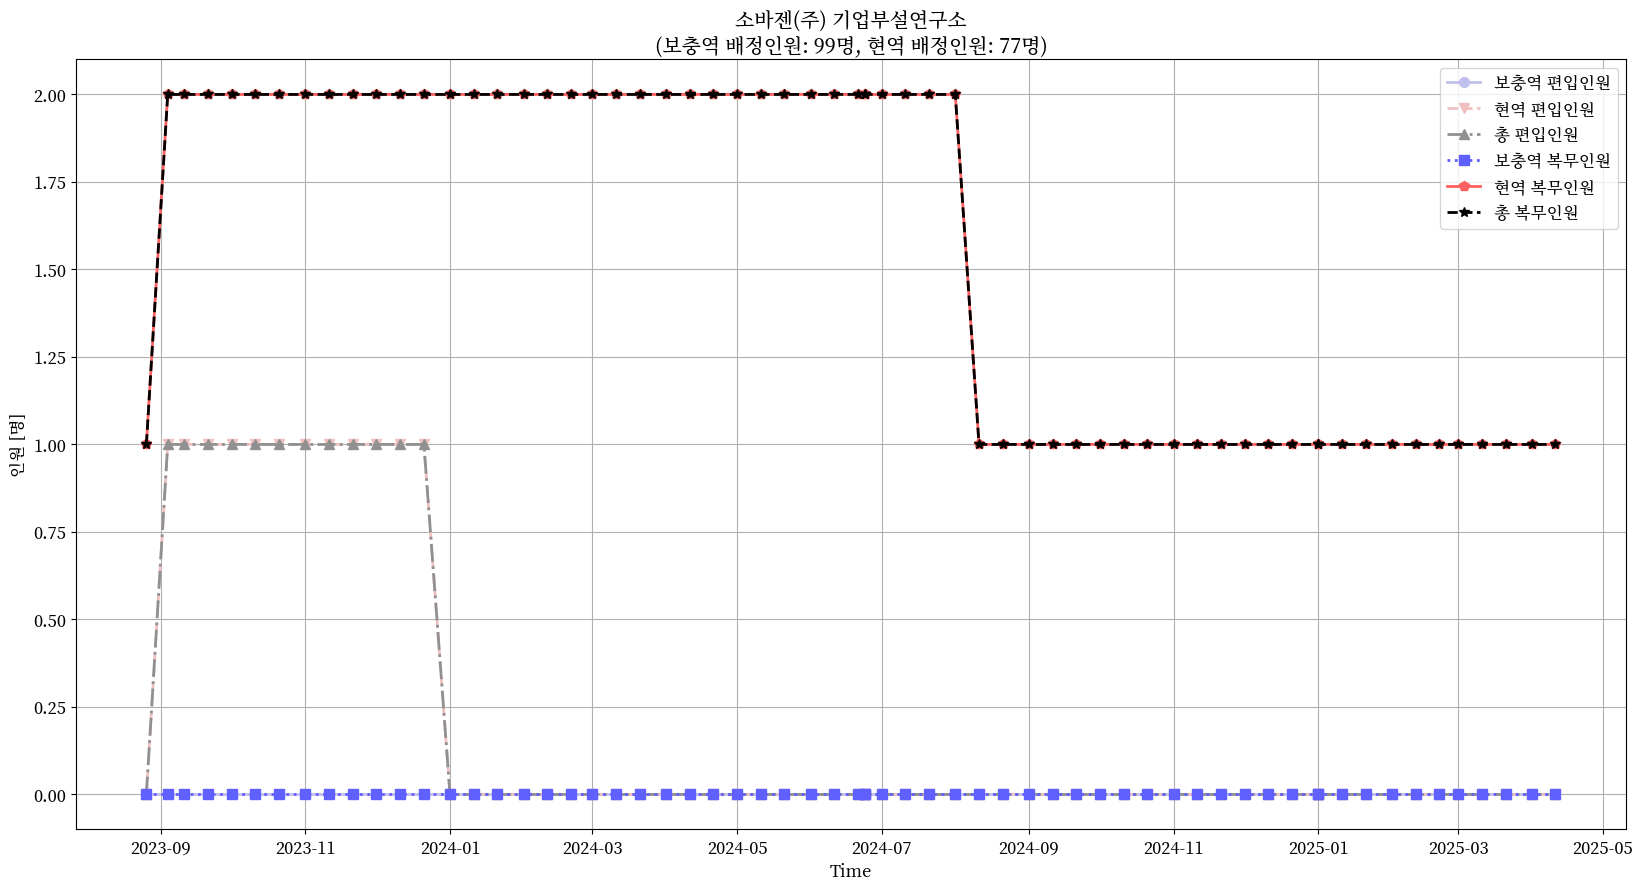 소바젠(주) 기업부설연구소
(보충역 배정인원: 99명, 현역 배정인원: 77명)
보충역 편입인원
현역 편입인원
총 편입인원
보충역 복무인원
현역 복무인원
총 복무인원
인원 [명]
2.00
1.75
1.50
1.25
1.00
0.75
0.50
0.25
0.00
2023-09 2023-11 2024-01 2024-03 2024-05 2024-07 2024-09 2024-11 2025-01 2025-03 2025-05
Time